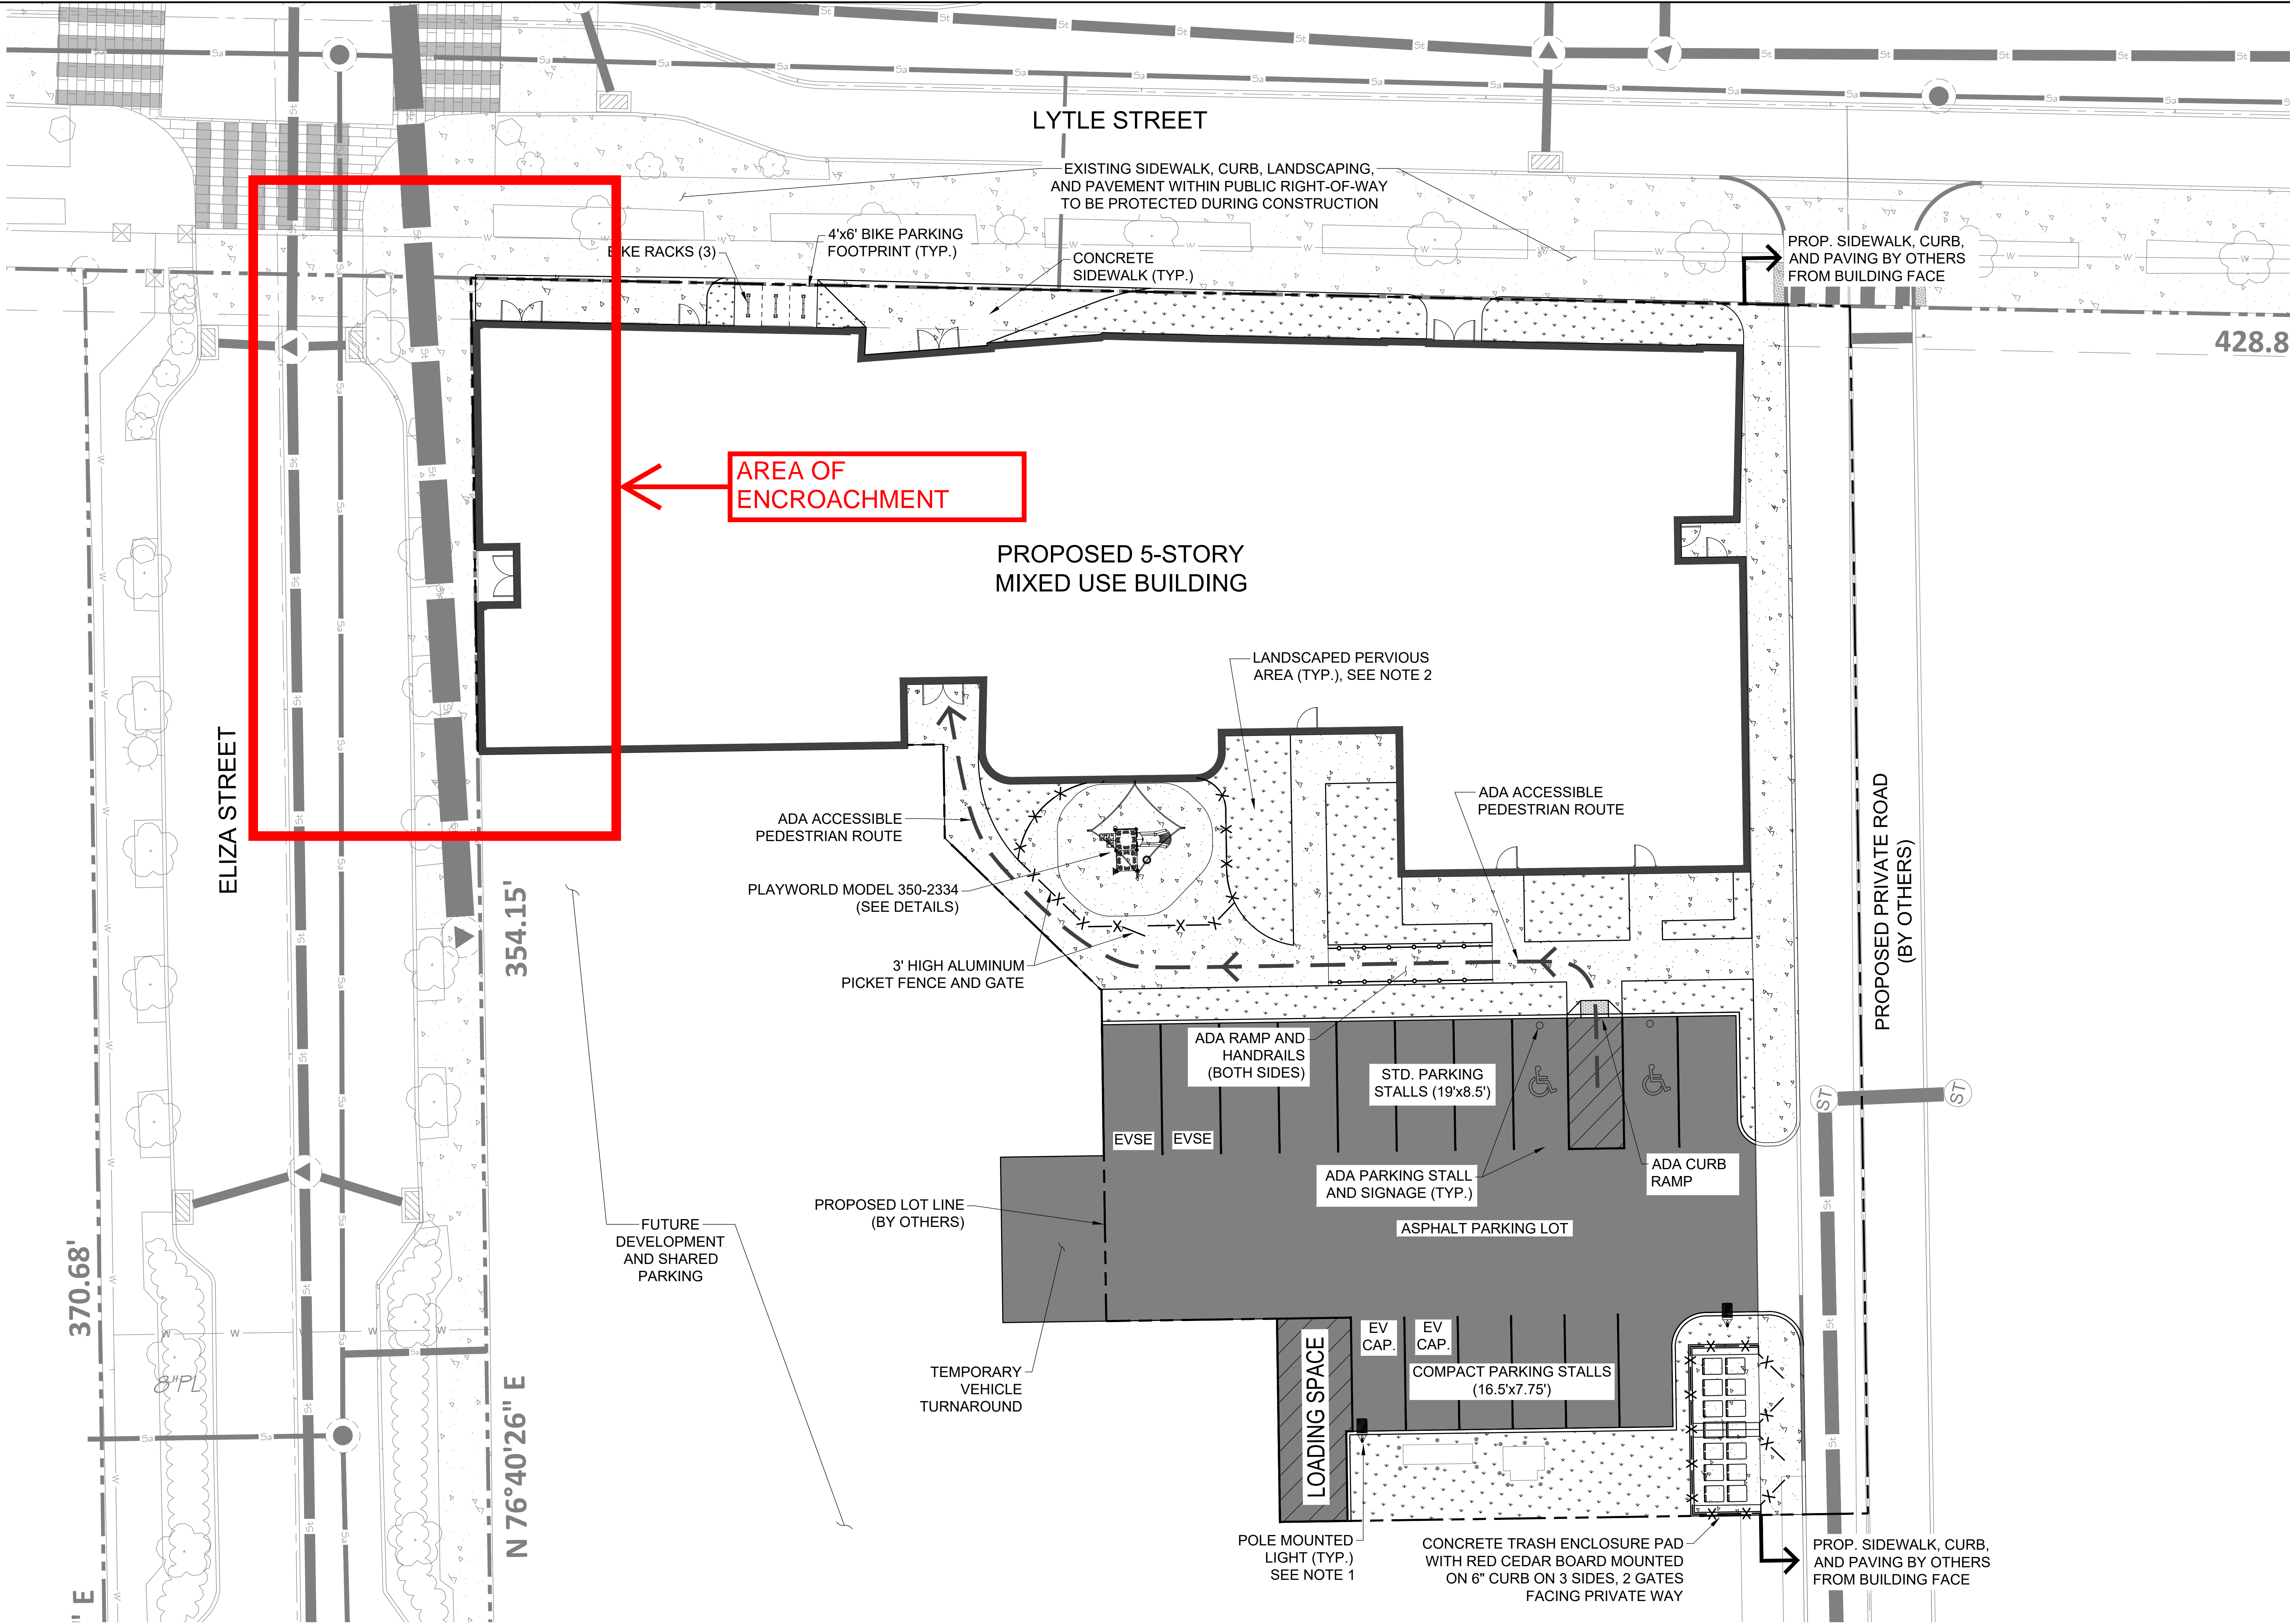 LYTLE STREET
EXISTING SIDEWALK, CURB, LANDSCAPING,
AND PAVEMENT WITHIN PUBLIC RIGHT-OF-WAY
TO BE PROTECTED DURING CONSTRUCTION
BIKE RACKS (3)
4'x6' BIKE PARKING
FOOTPRINT (TYP.)
CONCRETE
SIDEWALK (TYP.)
PROP. SIDEWALK, CURB,
AND PAVING BY OTHERS
FROM BUILDING FACE
428.8
AREA OF
ENCROACHMENT
PROPOSED 5-STORY
MIXED USE BUILDING
LANDSCAPED PERVIOUS
AREA (TYP.), SEE NOTE 2
ELIZA STREET
ADA ACCESSIBLE
PEDESTRIAN ROUTE
ADA ACCESSIBLE
PEDESTRIAN ROUTE
PLAYWORLD MODEL 350-2334
(SEE DETAILS)
3' HIGH ALUMINUM
PICKET FENCE AND GATE
354.15'
PROPOSED PRIVATE ROAD
(BY OTHERS)
ADA RAMP AND
HANDRAILS
(BOTH SIDES)
STD. PARKING
STALLS (19'x8.5')
EVSE
EVSE
ST
ST
ADA PARKING STALL
AND SIGNAGE (TYP.)
ADA CURB
RAMP
PROPOSED LOT LINE
(BY OTHERS)
ASPHALT PARKING LOT
FUTURE
DEVELOPMENT
AND SHARED
PARKING
370.68'
8"PL
N 76°40'26" E
TEMPORARY
VEHICLE
TURNAROUND
LOADING SPACE
EV
CAP.
EV
CAP.
COMPACT PARKING STALLS
(16.5'x7.75')
POLE MOUNTED
LIGHT (TYP.)
SEE NOTE 1
CONCRETE TRASH ENCLOSURE PAD
WITH RED CEDAR BOARD MOUNTED
ON 6" CURB ON 3 SIDES, 2 GATES
FACING PRIVATE WAY
PROP. SIDEWALK, CURB,
AND PAVING BY OTHERS
FROM BUILDING FACE
" E